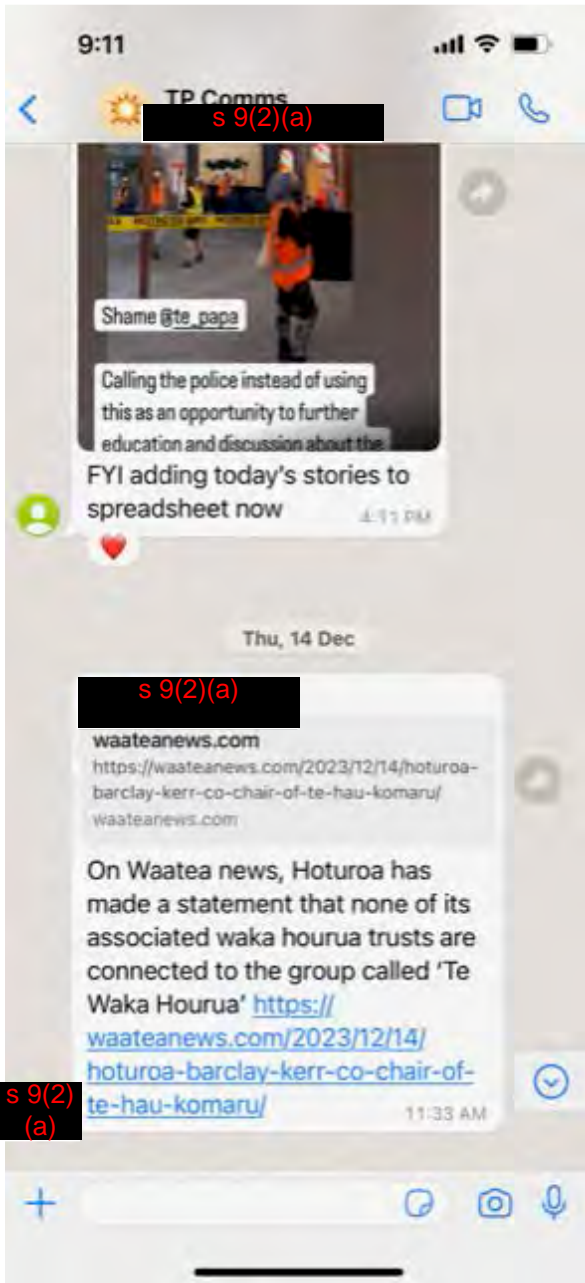 9:11
TP Comms
s 9(2)(a)
Shame @te_papa
Calling the police instead of using
this as an opportunity to further
education and discussion about the
FYI adding today's stories to
spreadsheet now
4:11 PM
Thu, 14 Dec
s 9(2)(a)
waateanews.com
https://waateanews.com/2023/12/14/hoturoa-
barclay-kerr-co-chair-of-te-hau-komaru/
waateanews.com
On Waatea news, Hoturoa has
made a statement that none of its
associated waka hourua trusts are
connected to the group called 'Te
Waka Hourua' https://
waateanews.com/2023/12/14/
hoturoa-barclay-kerr-co-chair-of-
te-hau-komaru/
11:33 AM
s 9(2)
(a)